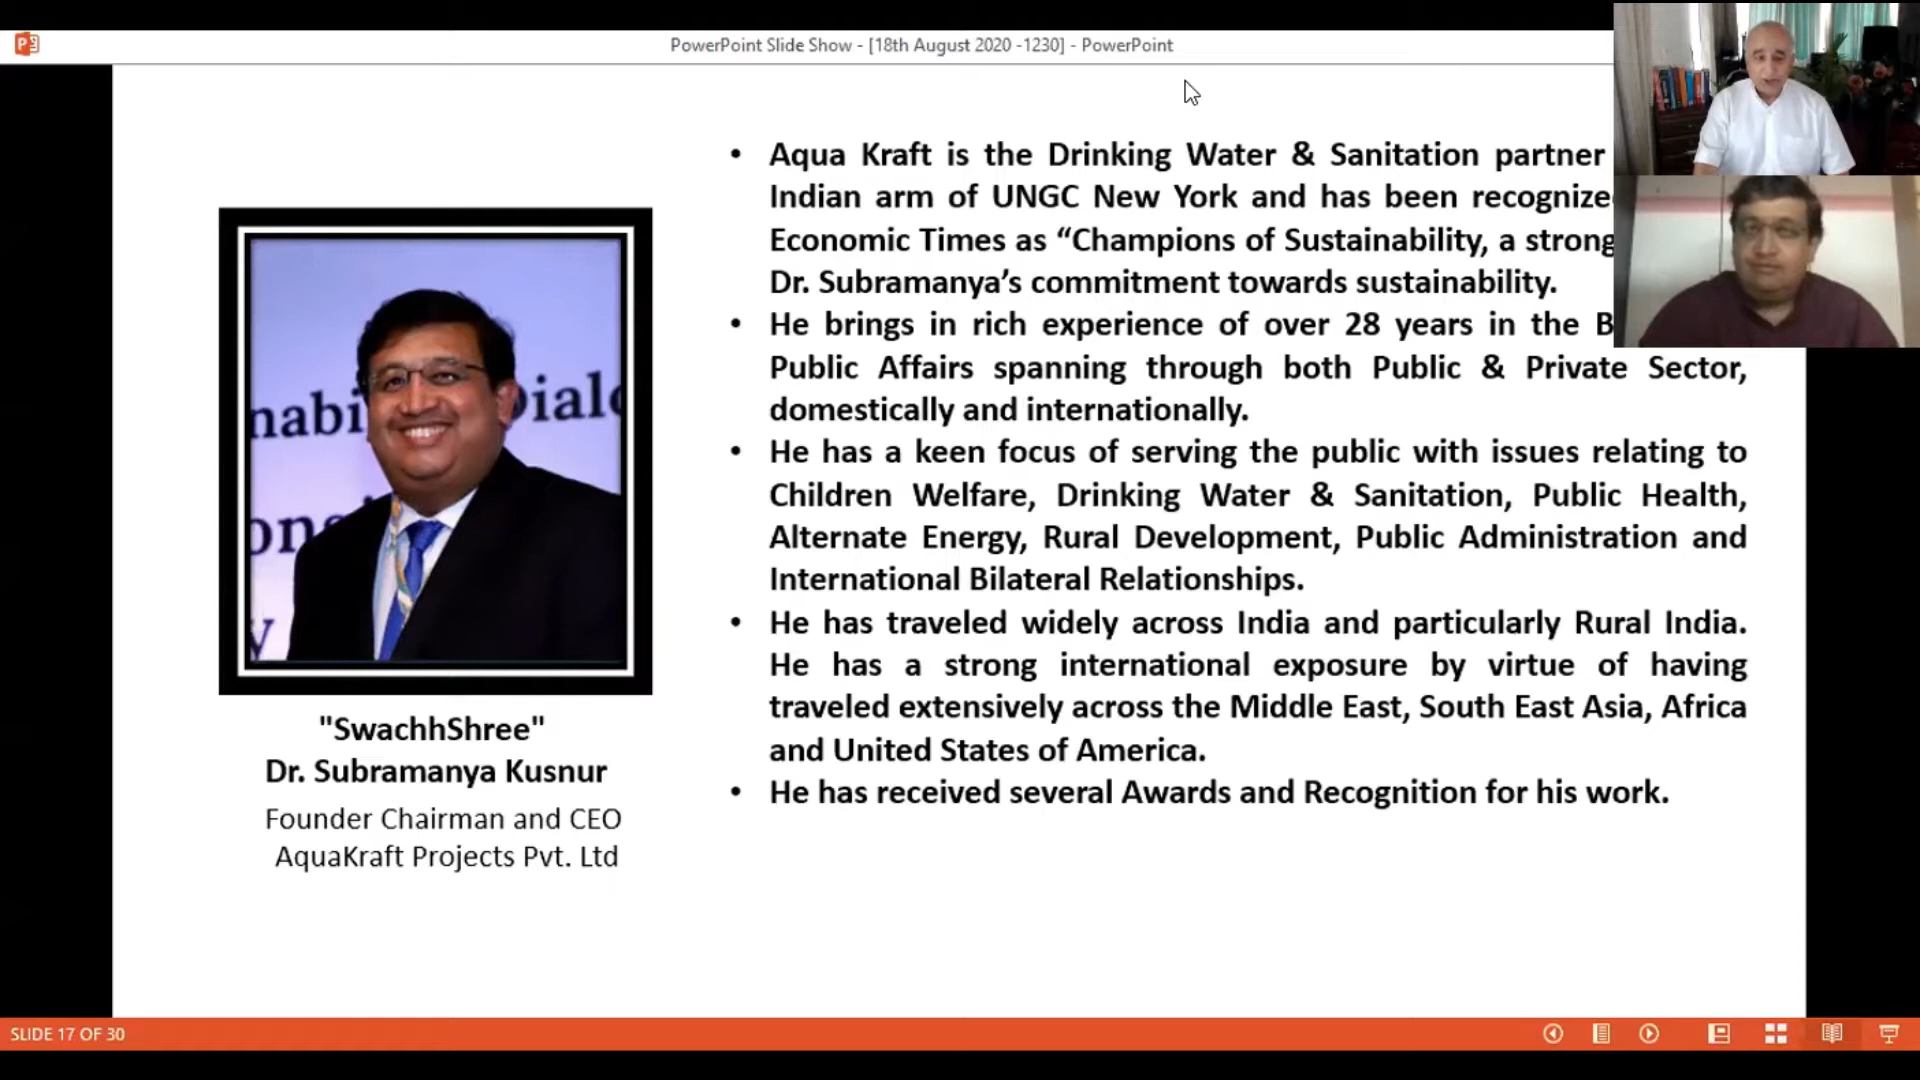 PowerPoint Slide Show - [18th August 2020 -1230] - PowerPoint
• Aqua Kraft is the Drinking Water & Sanitation partner
Indian arm of UNGC New York and has been
Economic Times as “Champions of Sustainability, a strong
Dr. Subramanya’s commitment towards sustainability.
• He brings in rich experience of over 28 years in the
Public Affairs spanning through both Public & Private Sector,
domestically and internationally.
• He has a keen focus of serving the public with issues relating to
Children Welfare, Drinking Water & Sanitation, Public Health,
Alternate Energy, Rural Development, Public Administration and
International Bilateral Relationships.
• He has traveled widely across India and particularly Rural India.
He has a strong international exposure by virtue of having
traveled extensively across the Middle East, South East Asia, Africa
and United States of America.
• He has received several Awards and Recognition for his work.
"SwachhShree"
Dr. Subramanya Kusnur
Founder Chairman and CEO
AquaKraft Projects Pvt. Ltd
SLIDE 17 OF 30